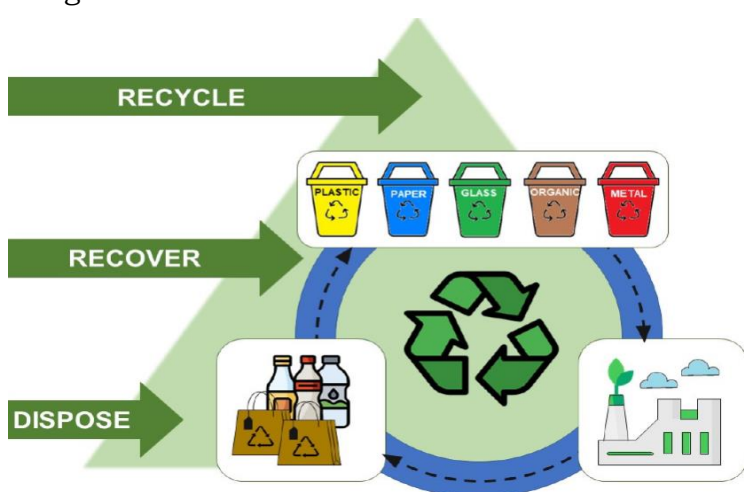 RECYCLE
PLASTIC
PAPER
GLASS
ORGANIC
METAL
RECOVER
DISPOSE